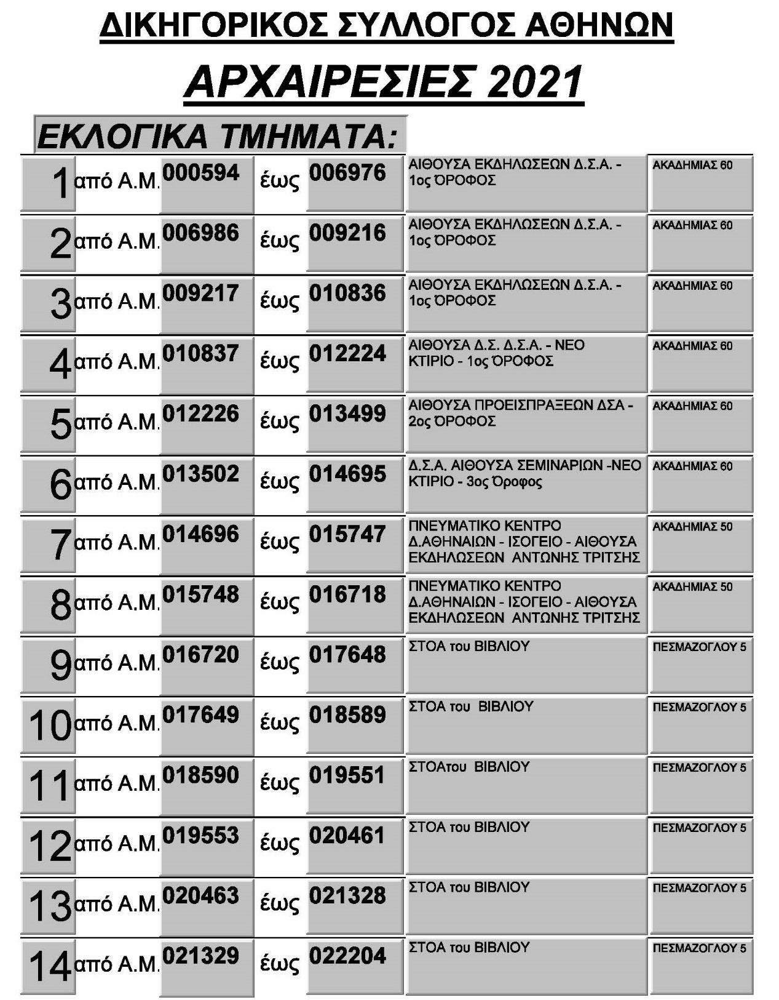 ΔΙΚΗΓΟΡΙΚΟΣ ΣΥΛΛΟΓΟΣ ΑΘΗΝΩΝ
ΑΡΧΑΙΡΕΣΙΕΣ 2021
ΕΚΛΟΓΙΚΑ ΤΜΗΜΑΤΑ:
1 από Α.Μ. 000594 έως 006976 ΑΙΘΟΥΣΑ ΕΚΔΗΛΩΣΕΩΝ Δ.Σ.Α. - ΑΚΑΔΗΜΙΑΣ 60
1ος ΌΡΟΦΟΣ
2 από Α.Μ. 006986 έως 009216 ΑΙΘΟΥΣΑ ΕΚΔΗΛΩΣΕΩΝ Δ.Σ.Α. - ΑΚΑΔΗΜΙΑΣ 60
1ος ΌΡΟΦΟΣ
3 από Α.Μ. 009217 έως 010836 ΑΙΘΟΥΣΑ ΕΚΔΗΛΩΣΕΩΝ Δ.Σ.Α. - ΑΚΑΔΗΜΙΑΣ 60
1ος ΌΡΟΦΟΣ
4 από Α.Μ. 010837 έως 012224 ΑΙΘΟΥΣΑ Δ.Σ. Δ.Σ.Α. - ΝΕΟ ΑΚΑΔΗΜΙΑΣ 60
ΚΤΙΡΙΟ - 1ος ΌΡΟΦΟΣ
5 από Α.Μ. 012226 έως 013499 ΑΙΘΟΥΣΑ ΠΡΟΕΙΣΠΡΑΞΕΩΝ ΔΣΑ - ΑΚΑΔΗΜΙΑΣ 60
2ος ΌΡΟΦΟΣ
6 από Α.Μ. 013502 έως 014695 Δ.Σ.Α. ΑΙΘΟΥΣΑ ΣΕΜΙΝΑΡΙΩΝ -ΝΕΟ ΑΚΑΔΗΜΙΑΣ 60
ΚΤΙΡΙΟ - 3ος Όροφος
7 από Α.Μ. 014696 έως 015747 ΠΝΕΥΜΑΤΙΚΟ ΚΕΝΤΡΟ ΑΚΑΔΗΜΙΑΣ 50
Δ.ΑΘΗΝΑΙΩΝ - ΙΣΟΓΕΙΟ - ΑΙΘΟΥΣΑ
ΕΚΔΗΛΩΣΕΩΝ ΑΝΤΩΝΗΣ ΤΡΙΤΣΗΣ
8 από Α.Μ. 015748 έως 016718 ΠΝΕΥΜΑΤΙΚΟ ΚΕΝΤΡΟ ΑΚΑΔΗΜΙΑΣ 50
Δ.ΑΘΗΝΑΙΩΝ - ΙΣΟΓΕΙΟ - ΑΙΘΟΥΣΑ
ΕΚΔΗΛΩΣΕΩΝ ΑΝΤΩΝΗΣ ΤΡΙΤΣΗΣ
9 από Α.Μ. 016720 έως 017648 ΣΤΟΑ του ΒΙΒΛΙΟΥ ΠΕΣΜΑΖΟΓΛΟΥ 5
10 από Α.Μ. 017649 έως 018589 ΣΤΟΑ του ΒΙΒΛΙΟΥ ΠΕΣΜΑΖΟΓΛΟΥ 5
11 από Α.Μ. 018590 έως 019551 ΣΤΟΑτου ΒΙΒΛΙΟΥ ΠΕΣΜΑΖΟΓΛΟΥ 5
12 από Α.Μ. 019553 έως 020461 ΣΤΟΑ του ΒΙΒΛΙΟΥ ΠΕΣΜΑΖΟΓΛΟΥ 5
13 από Α.Μ. 020463 έως 021328 ΣΤΟΑ του ΒΙΒΛΙΟΥ ΠΕΣΜΑΖΟΓΛΟΥ 5
14 από Α.Μ. 021329 έως 022204 ΣΤΟΑ του ΒΙΒΛΙΟΥ ΠΕΣΜΑΖΟΓΛΟΥ 5